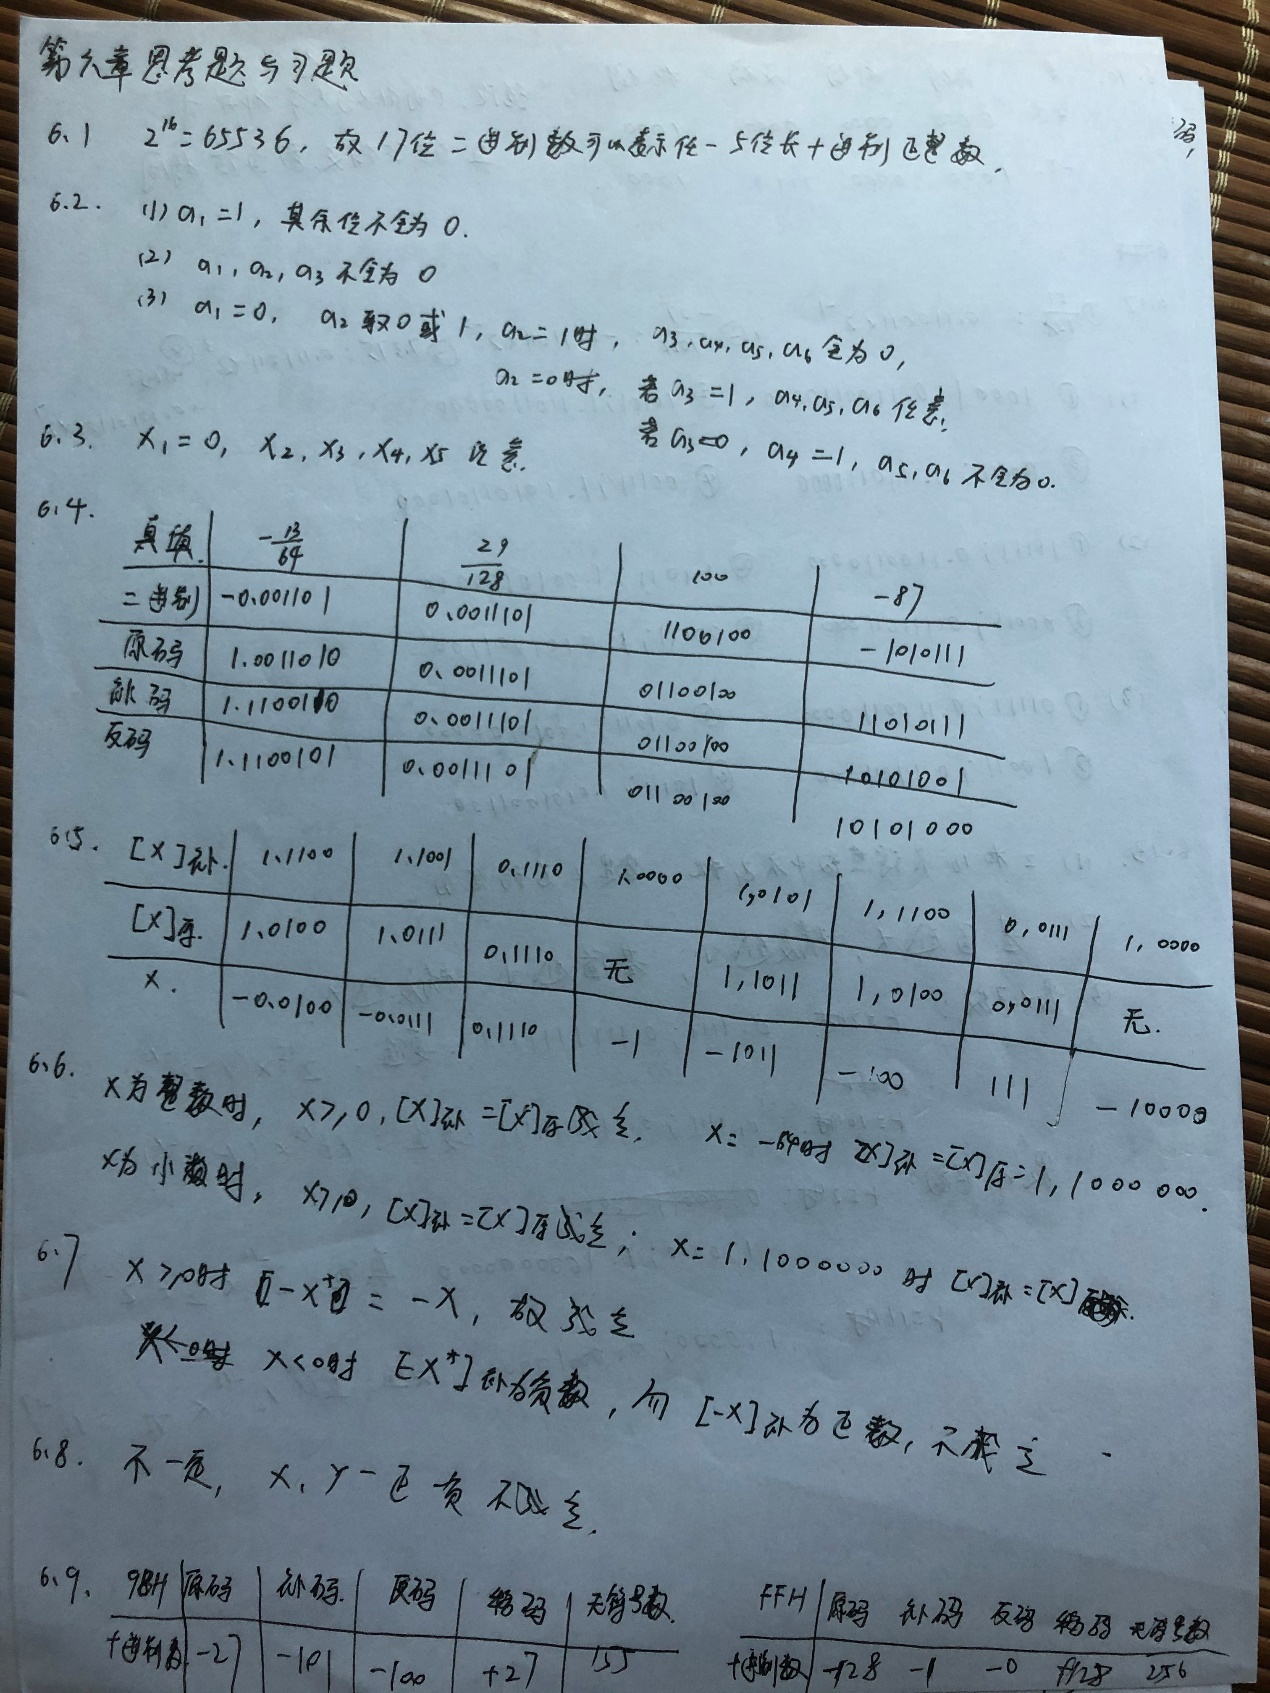 第六章思考题与习题
6.1 2^16=65536, 故17位二进制数可以表示任一5位长十进制正整数.
6.2. (1) a₁=1, 其余位不全为0.
(2) a₁, a₂, a₃不全为0
(3) a₁=0, a₂取0或1, a₂=1时, a₃, a₄, a₅, a₆全为0,
a₂=0时, 若a₃=1, a₄, a₅, a₆任意.
若a₃=0, a₄=1, a₅, a₆不全为0.
6.3. x₁=0, x₂, x₃, x₄, x₅任意.
6.4.
真值 -13/64 29/128 100 -87
二进制 -0.001101 0.0011101 1100100 -1010111
原码 1.0011010 0.0011101 01100100 11010111
补码 1.1100110 0.0011101 01100100 10101001
反码 1.1100101 0.0011101 01100100 10101000
6.5.
[X]补. 1.1100 1.1001 0.1110 1.0000 1,0101 1,1100 0,0111 1,0000
[X]原. 1.0100 1.0111 0.1110 无 1,1011 1,0100 0,0111 无.
X. -0.0100 -0.0111 0.1110 -1 -1011 -100 111 -10000
6.6. X为整数时, X≥0, [X]补=[X]原成立. X=-64时 [X]补=[X]原=1,1000000.
X为小数时, X≥0, [X]补=[X]原成立; X=1.1000000时 [X]补=[X]原.
6.7 X≥0时 [-X*] = -X, 故成立
X<0时 [X*]补为负数, 而 [-X]补为正数, 不成立
6.8. 不一定, X, Y一正负不成立.
6.9. 9BH 原码 补码. 反码 移码 无符号数. FFH 原码 补码 反码 移码 无符号数
十进制数 -27 -101 -100 +27 155 十进制数 -128 -1 -0 +128 256